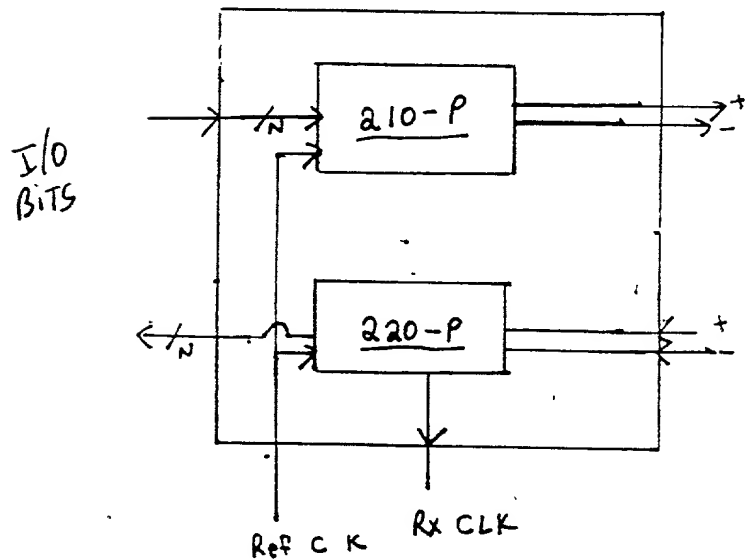 210-P
+
N
-
I/O
BiTS
220-P
+
N
-
Ref C K
Rx CLK